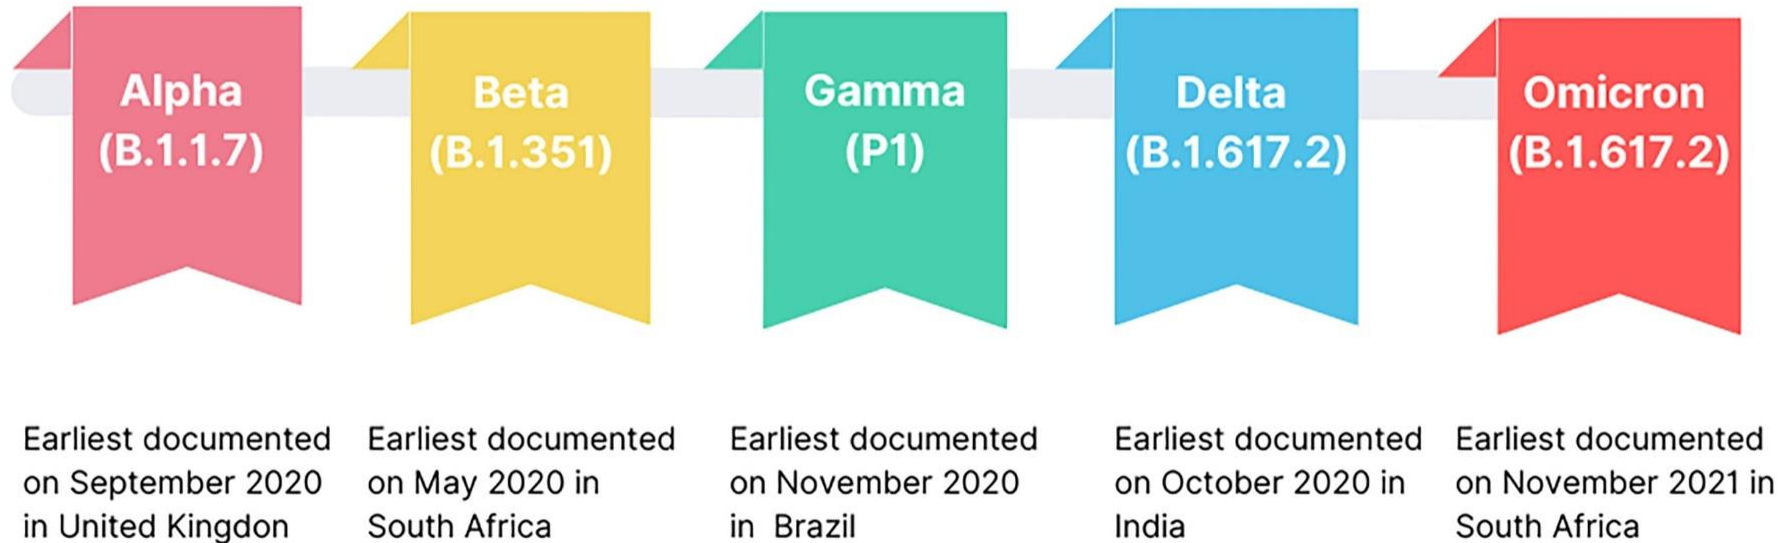 Alpha
(B.1.1.7)
Beta
(B.1.351)
Gamma
(P1)
Delta
(B.1.617.2)
Omicron
(B.1.617.2)
Earliest documented
on September 2020
in United Kingdon
Earliest documented
on May 2020 in
South Africa
Earliest documented
on November 2020
in Brazil
Earliest documented
on October 2020 in
India
Earliest documented
on November 2021 in
South Africa